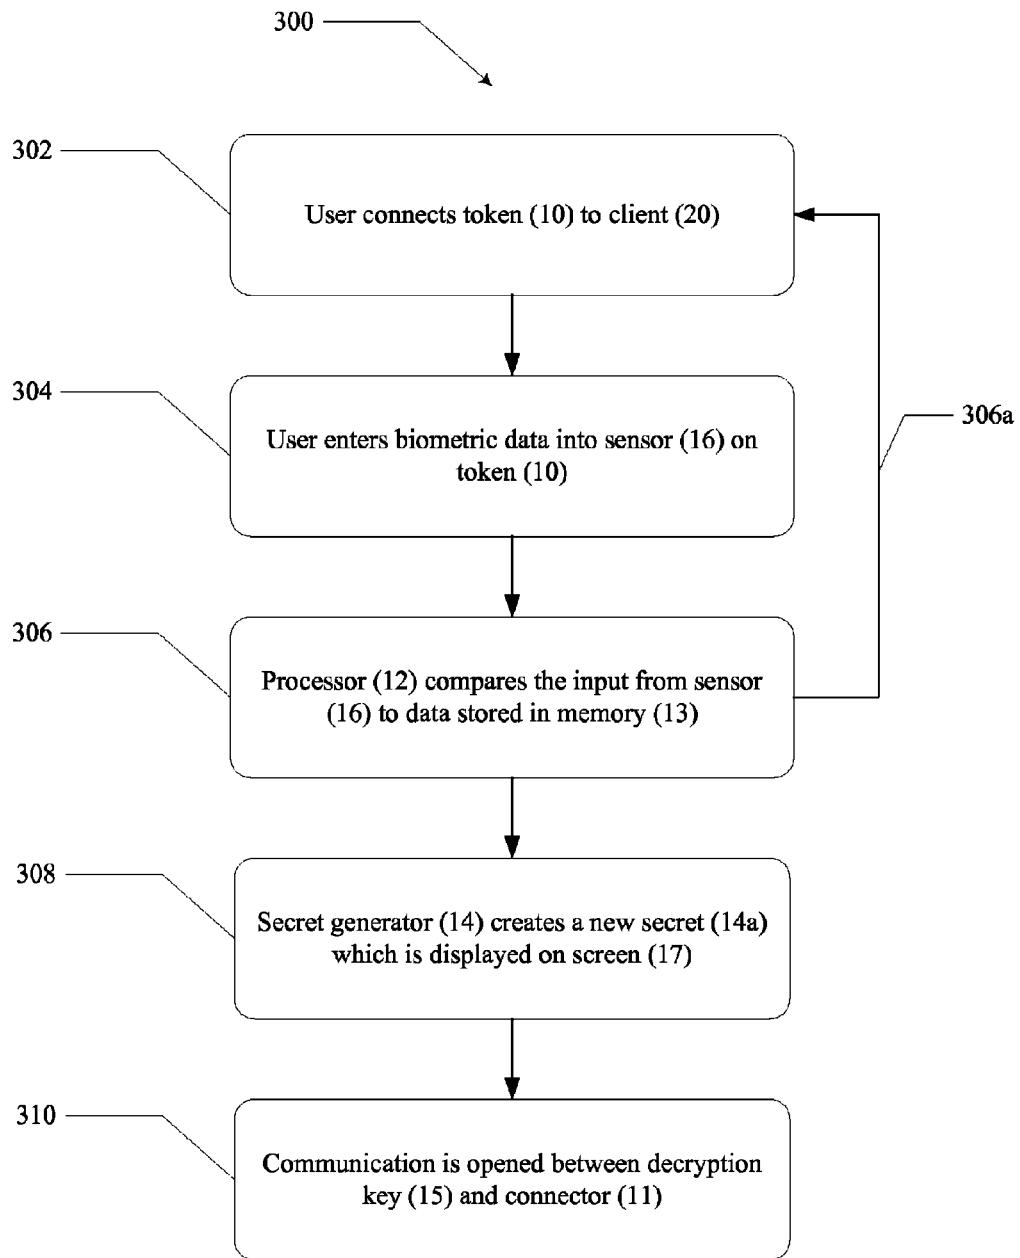 300
302
User connects token (10) to client (20)
304
User enters biometric data into sensor (16) on
token (10)
306a
306
Processor (12) compares the input from sensor
(16) to data stored in memory (13)
308
Secret generator (14) creates a new secret (14a)
which is displayed on screen (17)
310
Communication is opened between decryption
key (15) and connector (11)